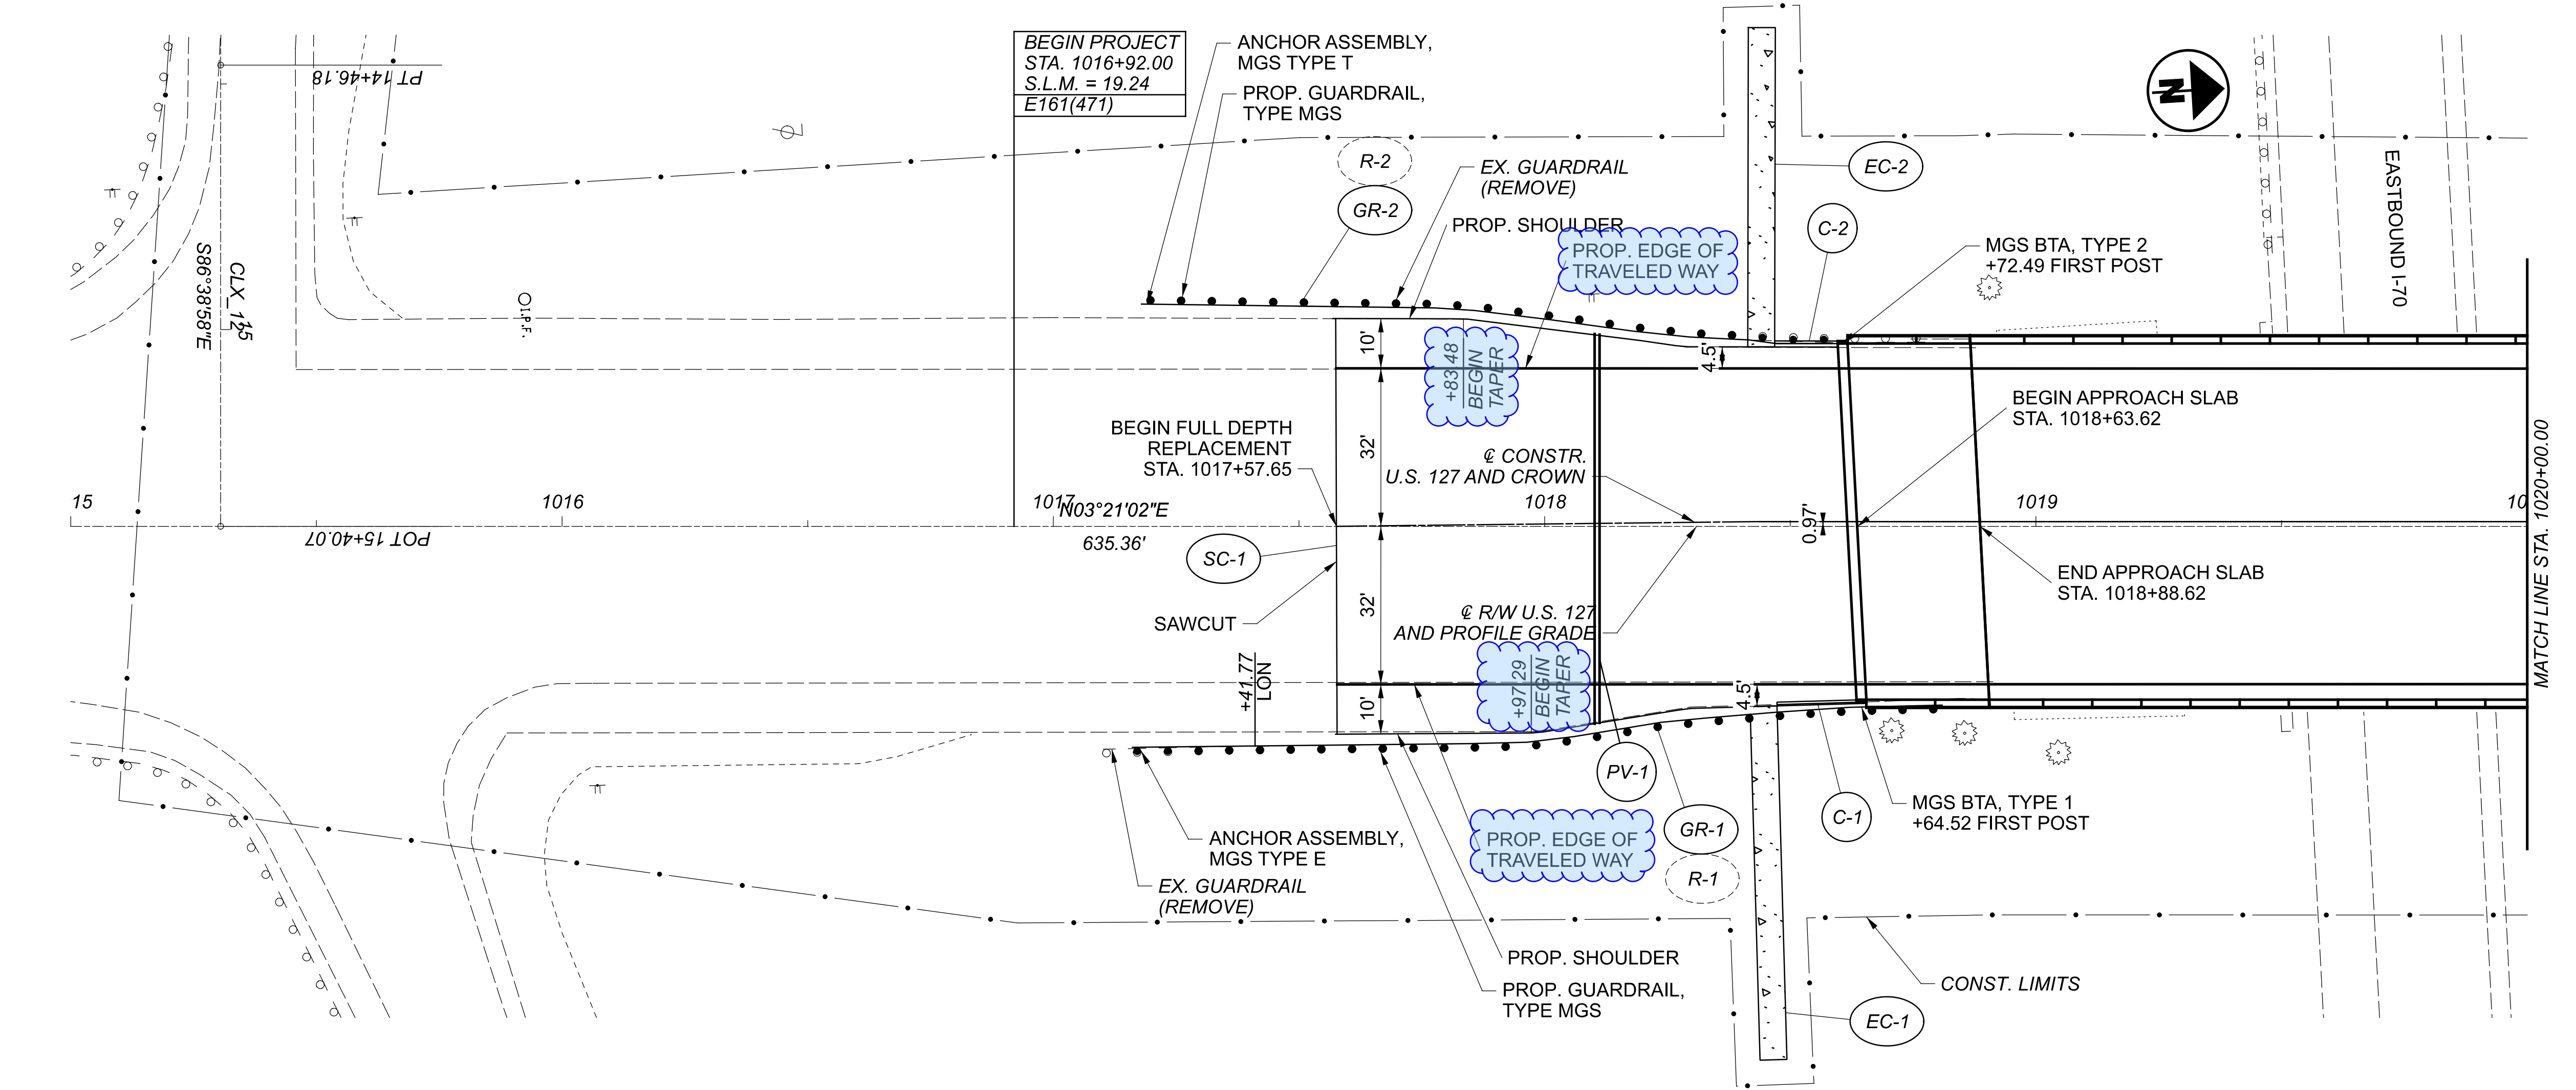 BEGIN PROJECT
STA. 1016+92.00
S.L.M. = 19.24
E161(471)
PT 14+46.18
ANCHOR ASSEMBLY,
MGS TYPE T
PROP. GUARDRAIL,
TYPE MGS
R-2
GR-2
EX. GUARDRAIL
(REMOVE)
PROP. SHOULDER
PROP. EDGE OF
TRAVELED WAY
EC-2
C-2
MGS BTA, TYPE 2
+72.49 FIRST POST
N
EASTBOUND I-70
CLX_12
15
S86°38'58"E
I.P.F.
10'
+83.48
BEGIN
TAPER
4.5'
BEGIN FULL DEPTH
REPLACEMENT
STA. 1017+57.65
32'
℄ CONSTR.
U.S. 127 AND CROWN
BEGIN APPROACH SLAB
STA. 1018+63.62
MATCH LINE STA. 1020+00.00
15
1016
1017
1018
1019
10
N03°21'02"E
635.36'
POT 15+40.07
0.97'
SC-1
SAWCUT
32'
℄ R/W U.S. 127
AND PROFILE GRADE
END APPROACH SLAB
STA. 1018+88.62
+41.77
LON
10'
+97.29
BEGIN
TAPER
4.5'
PV-1
ANCHOR ASSEMBLY,
MGS TYPE E
EX. GUARDRAIL
(REMOVE)
PROP. EDGE OF
TRAVELED WAY
GR-1
R-1
C-1
MGS BTA, TYPE 1
+64.52 FIRST POST
PROP. SHOULDER
PROP. GUARDRAIL,
TYPE MGS
CONST. LIMITS
EC-1